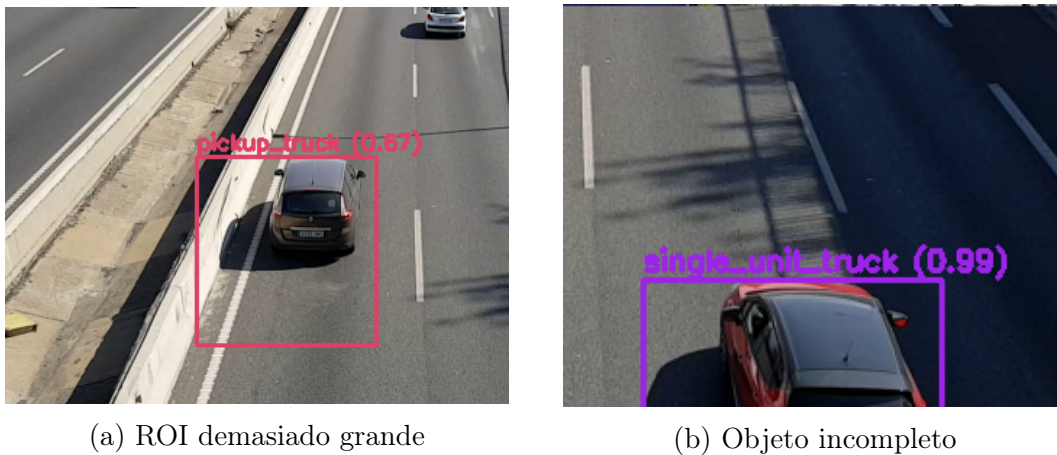 pickup_truck (0.67)
single_unit_truck (0.99)
(a) ROI demasiado grande
(b) Objeto incompleto